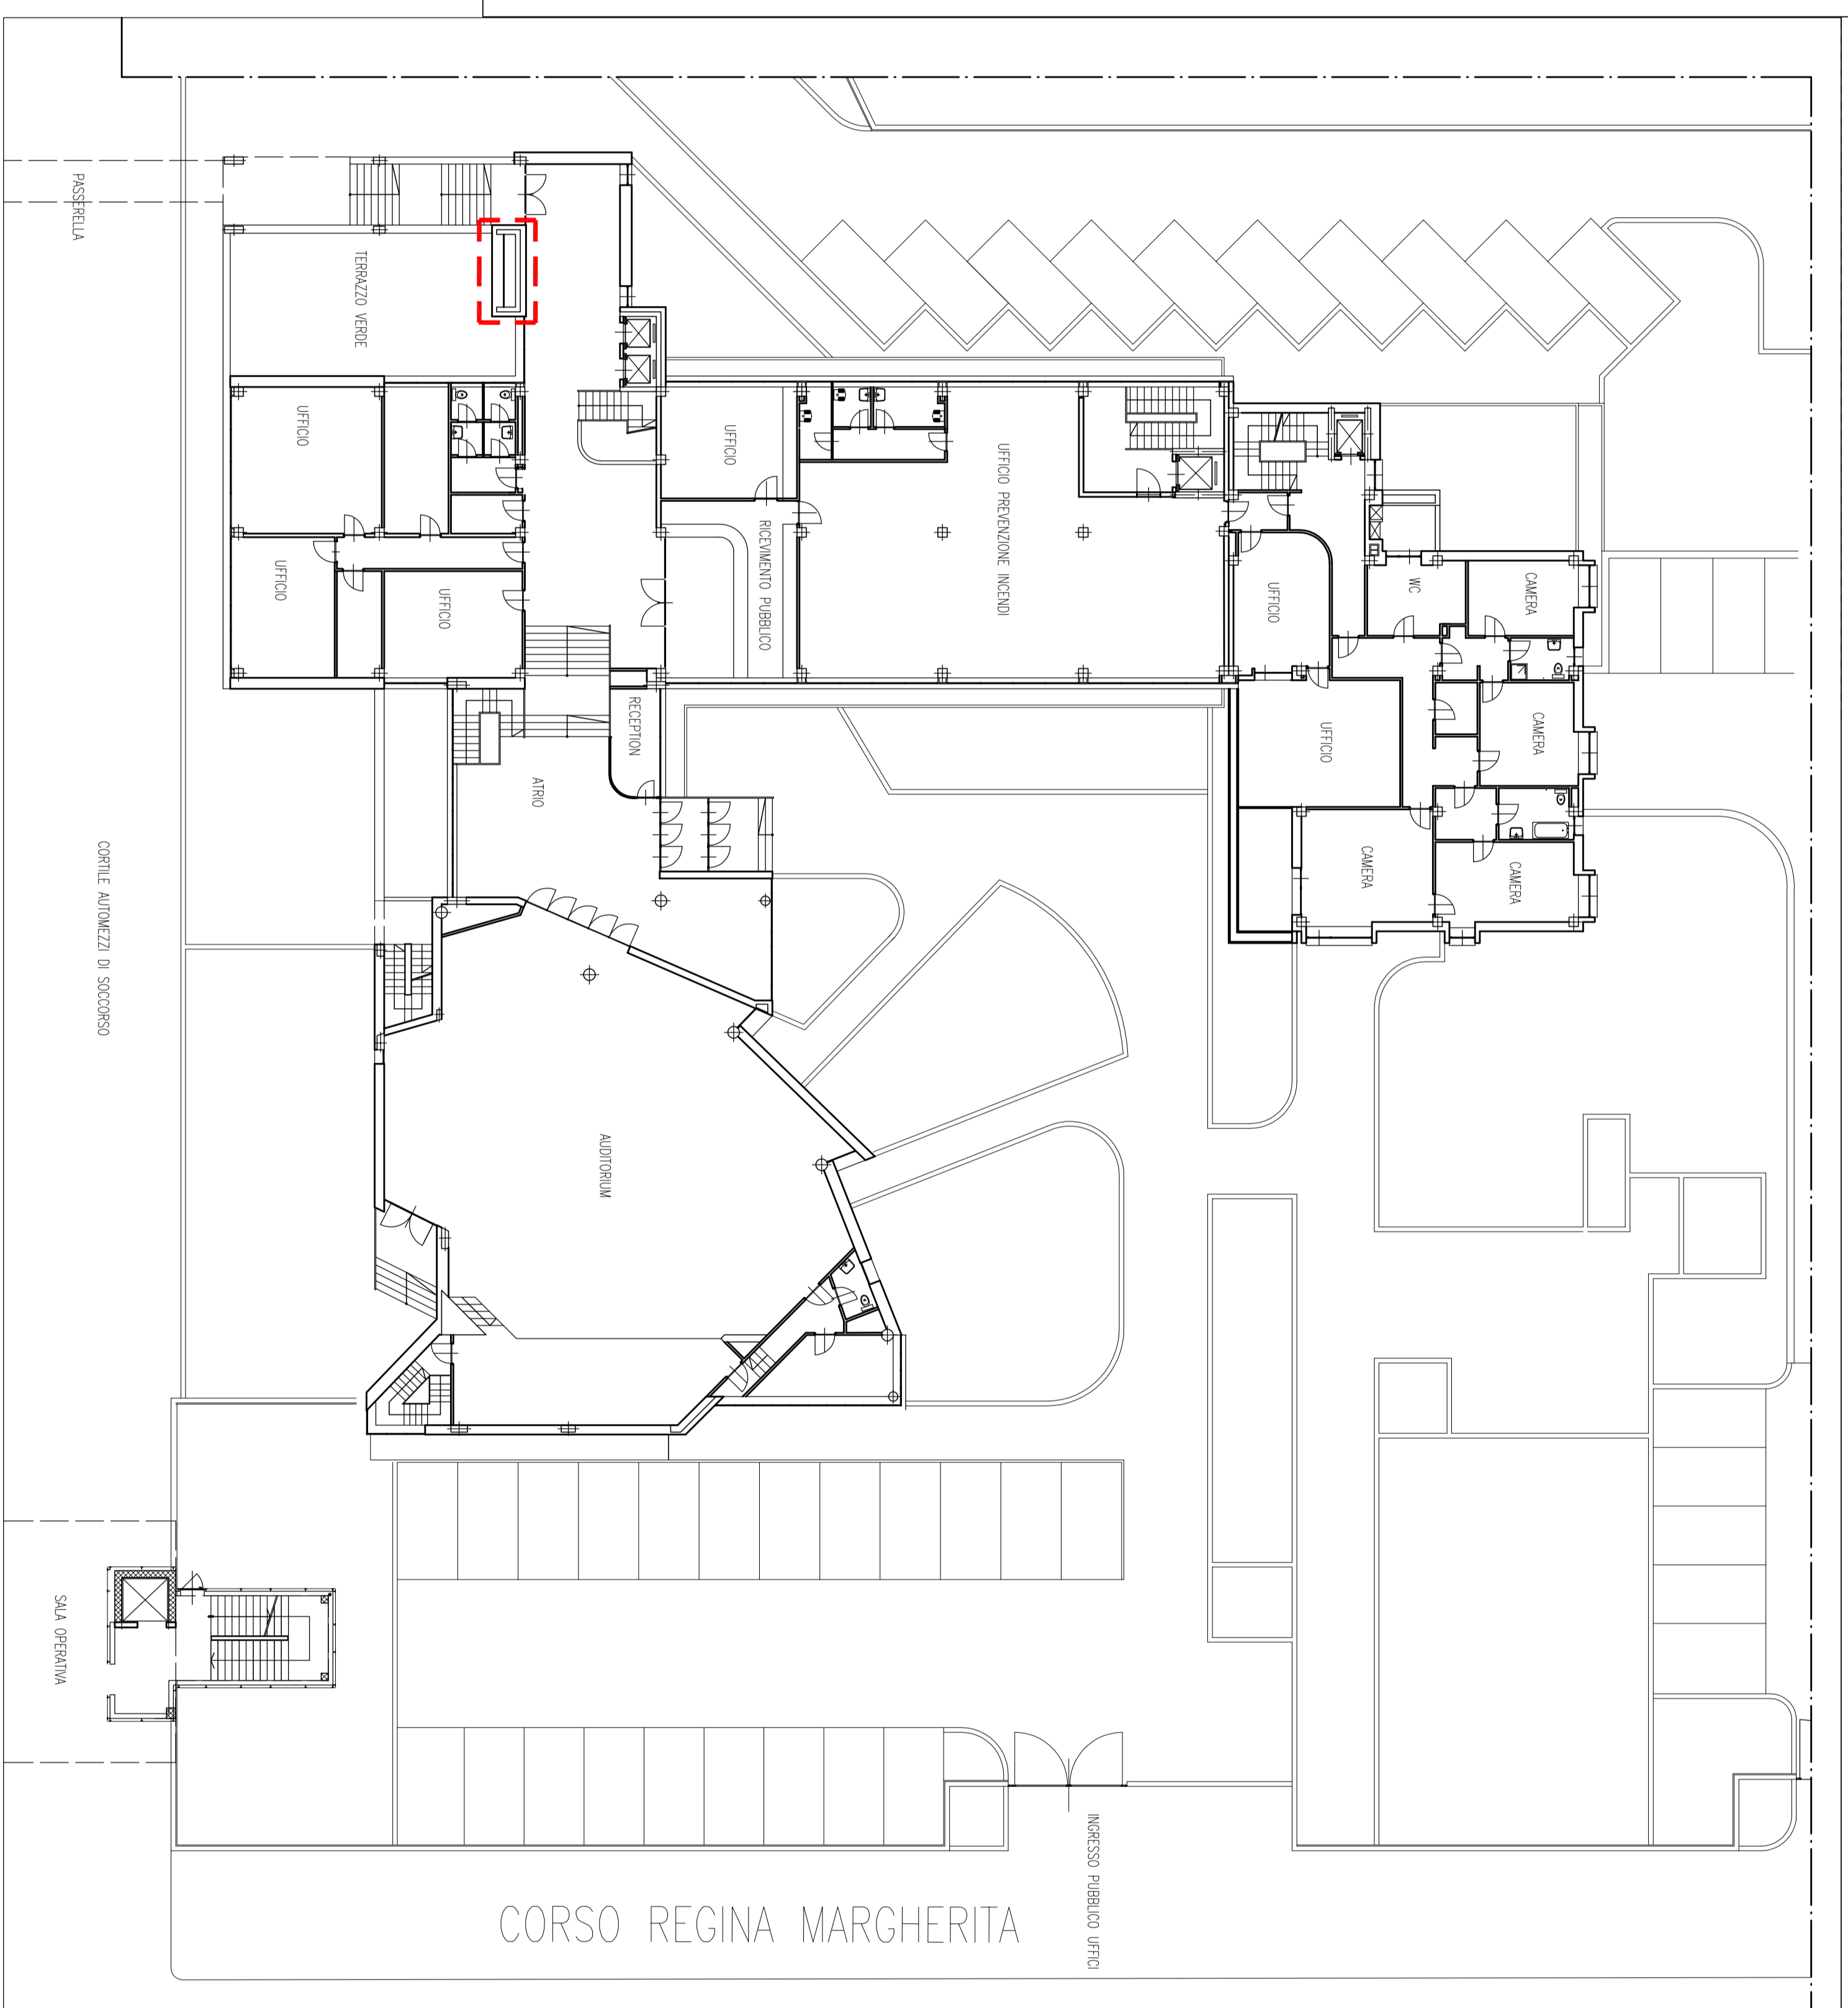 PASSERELLA
TERRAZZO VERDE
UFFICIO
UFFICIO
UFFICIO
UFFICIO
RICEVIMENTO PUBBLICO
UFFICIO PREVENZIONE INCENDI
UFFICIO
WC
CAMERA
CAMERA
UFFICIO
CAMERA
CAMERA
RECEPTION
ATRIO
CORTILE AUTOMEZZI DI SOCCORSO
AUDITORIUM
SALA OPERATIVA
INGRESSO PUBBLICO UFFICI
CORSO REGINA MARGHERITA